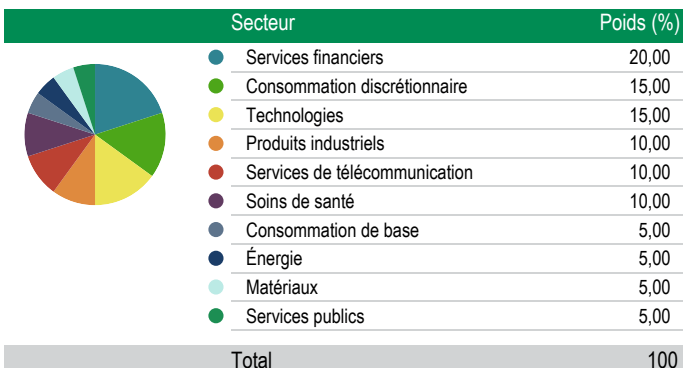 Secteur Poids (%)
Services financiers 20,00
Consommation discrétionnaire 15,00
Technologies 15,00
Produits industriels 10,00
Services de télécommunication 10,00
Soins de santé 10,00
Consommation de base 5,00
Énergie 5,00
Matériaux 5,00
Services publics 5,00
Total 100